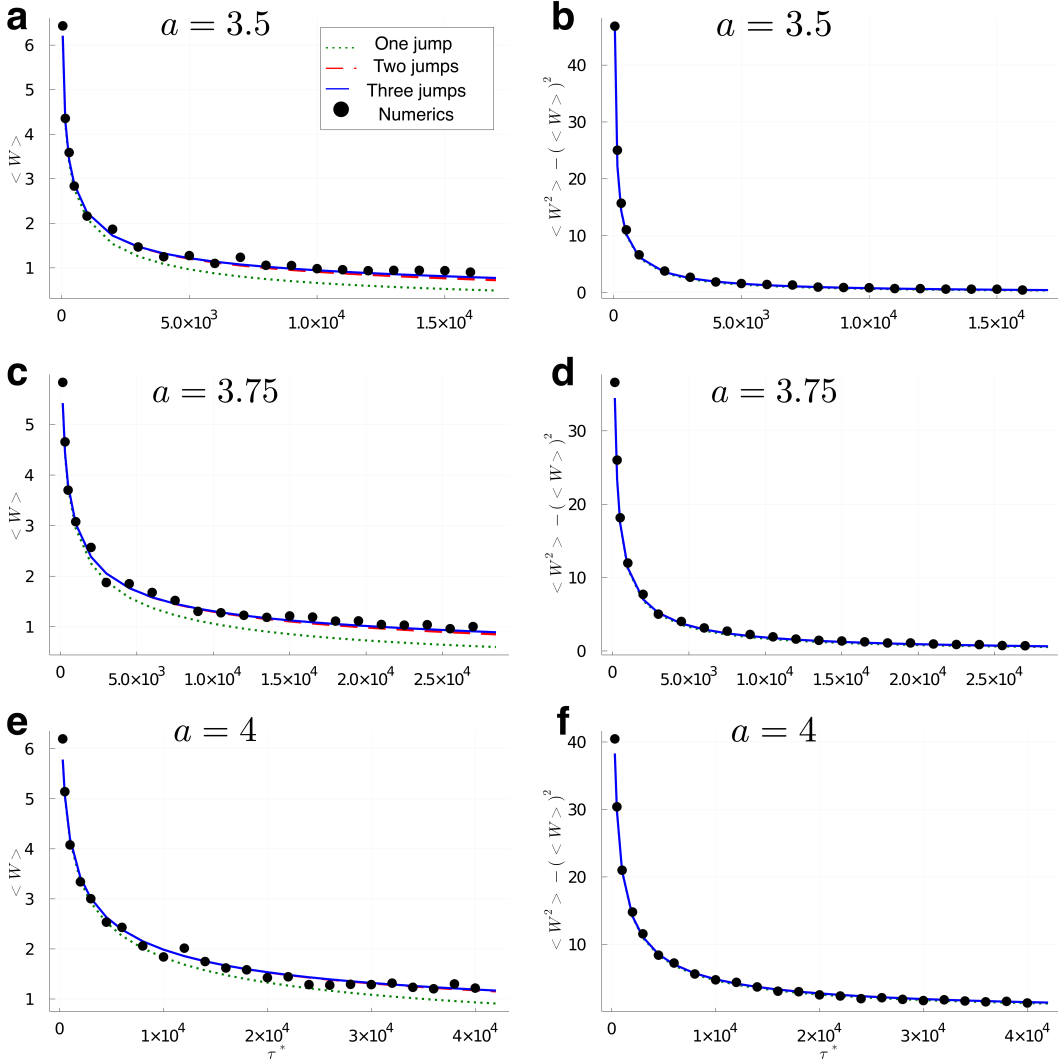 a
a = 3.5
One jump
Two jumps
Three jumps
Numerics
6
5
4
3
2
1
<W>
0
5.0×10³
1.0×10⁴
1.5×10⁴
b
a = 3.5
40
30
20
10
0
<W²> − (<W>)²
0
5.0×10³
1.0×10⁴
1.5×10⁴
c
a = 3.75
5
4
3
2
1
<W>
0
5.0×10³
1.0×10⁴
1.5×10⁴
2.0×10⁴
2.5×10⁴
d
a = 3.75
30
20
10
0
<W²> − (<W>)²
0
5.0×10³
1.0×10⁴
1.5×10⁴
2.0×10⁴
2.5×10⁴
e
a = 4
6
5
4
3
2
1
<W>
0
1×10⁴
2×10⁴
3×10⁴
4×10⁴
τ*
f
a = 4
40
30
20
10
<W²> − (<W>)²
0
1×10⁴
2×10⁴
3×10⁴
4×10⁴
τ*